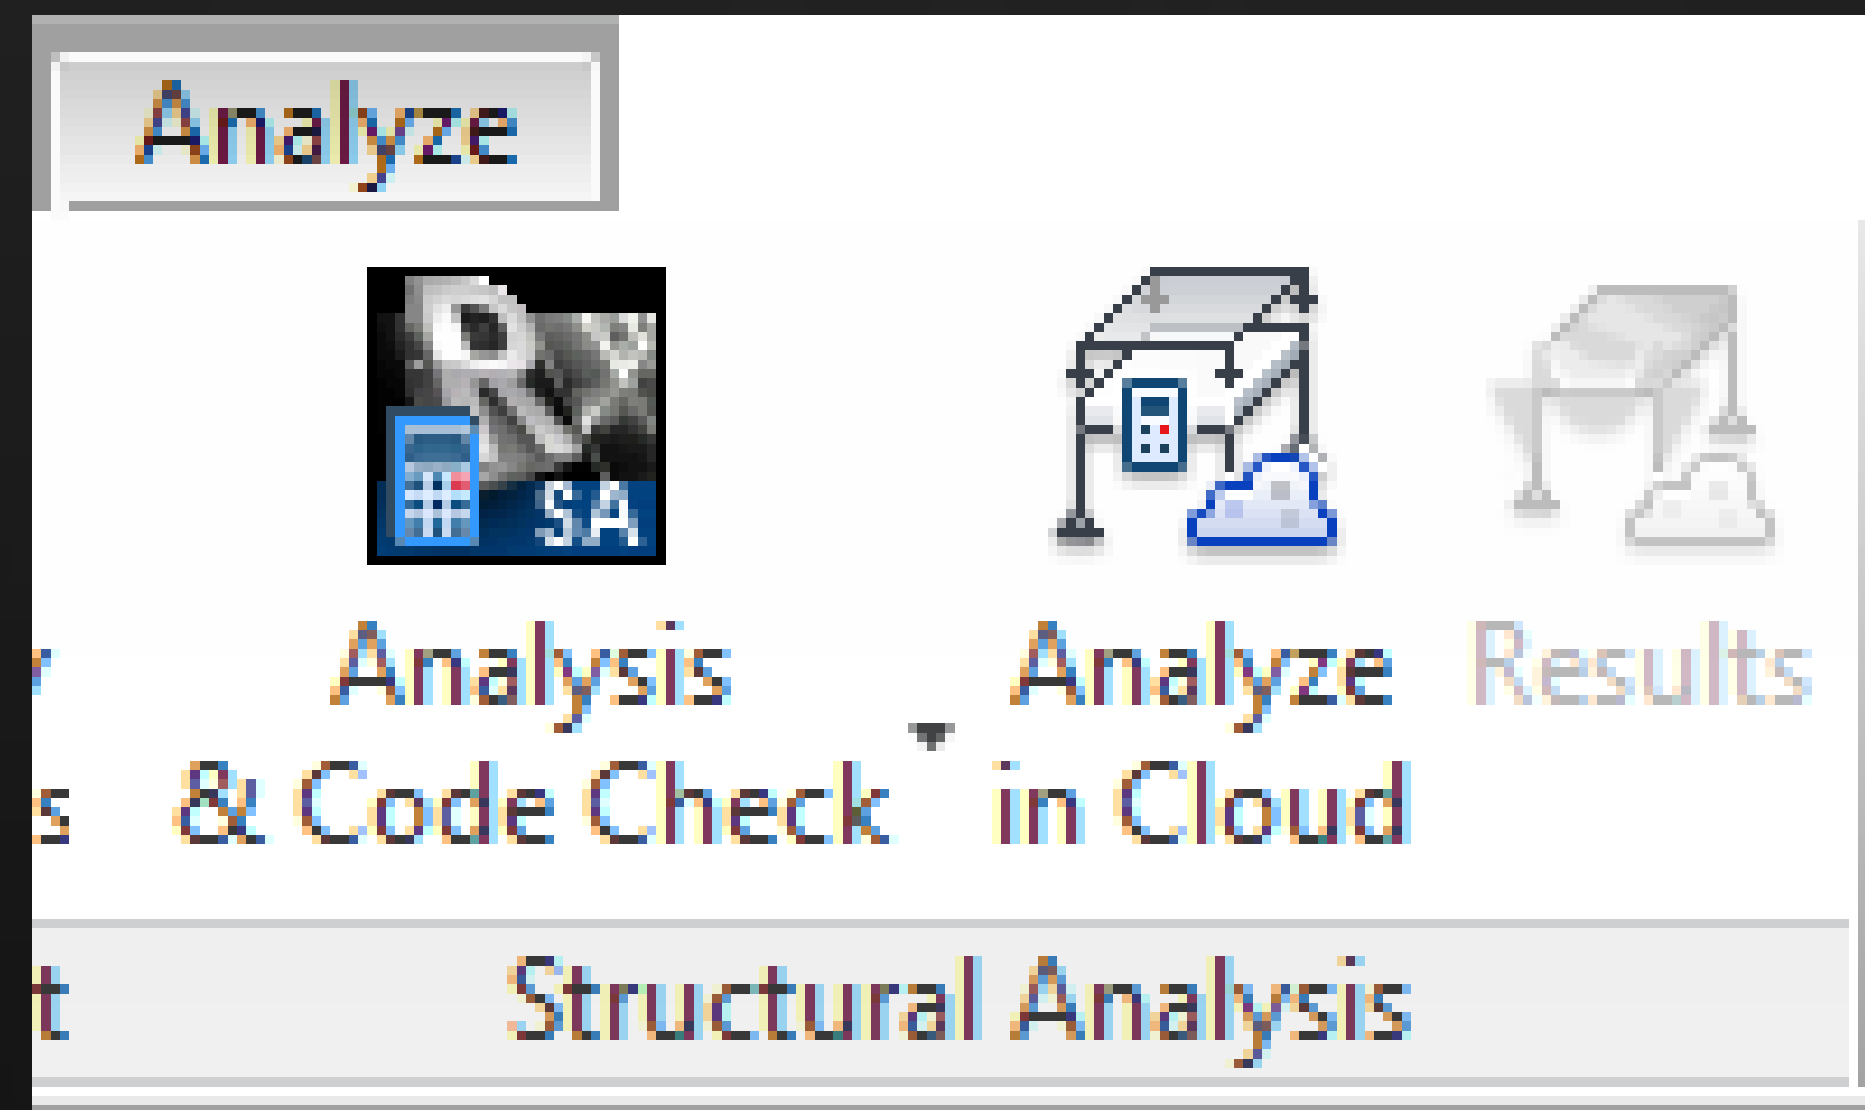 Analyze
SA
Analysis
& Code Check
Analyze
in Cloud
Results
s
t
Structural Analysis